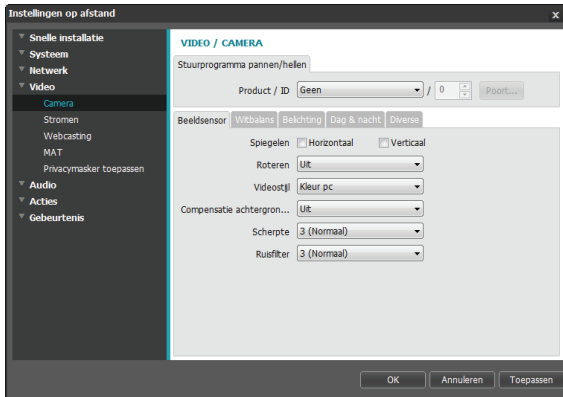 Instellingen op afstand x
Snelle installatie
Systeem
Netwerk
Video
Camera
Stromen
Webcasting
MAT
Privacymasker toepassen
Audio
Acties
Gebeurtenis
VIDEO / CAMERA
Stuurprogramma pannen/hellen
Product / ID Geen / 0 Poort...
Beeldsensor Witbalans Belichting Dag & nacht Diverse
Spiegelen Horizontaal Verticaal
Roteren Uit
Videostijl Kleur pc
Compensatie achtergron... Uit
Scherpte 3 (Normaal)
Ruisfilter 3 (Normaal)
OK Annuleren Toepassen